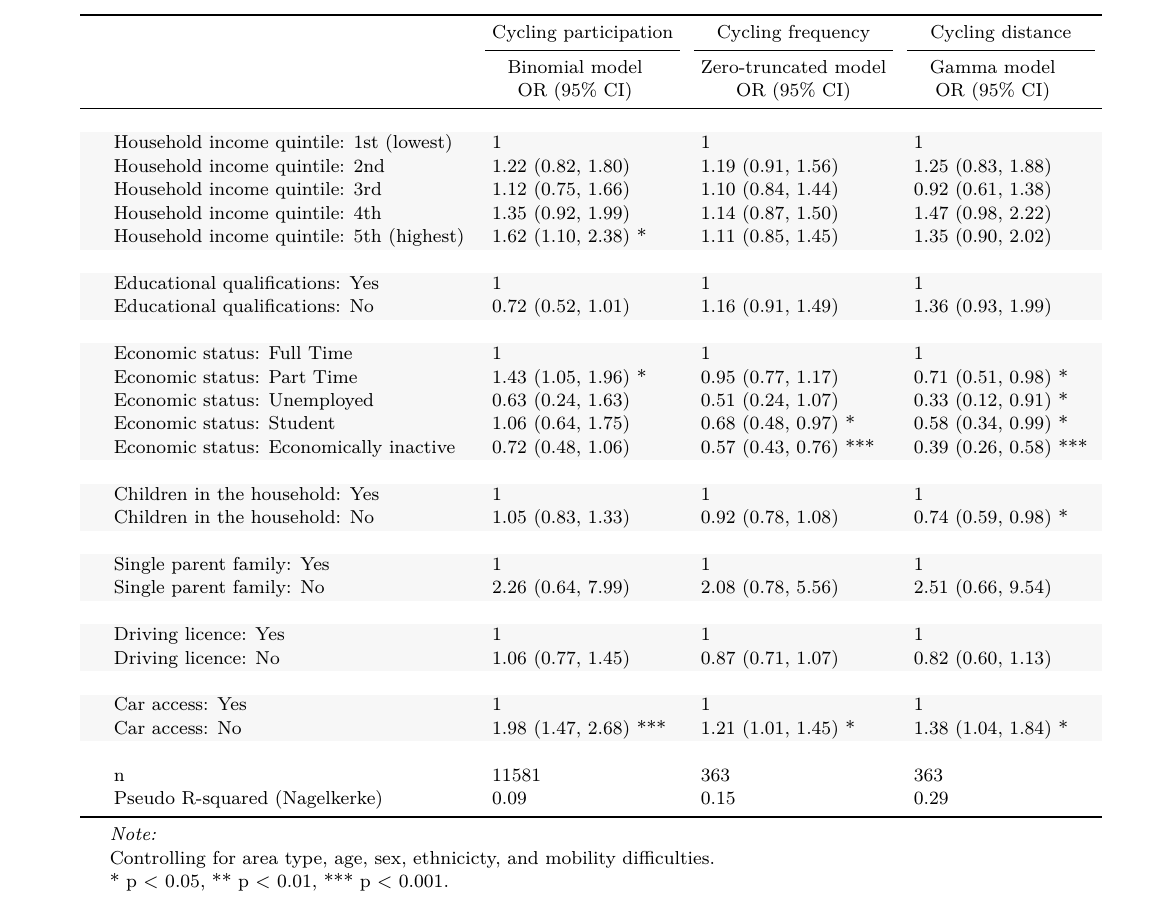 Cycling participation Cycling frequency Cycling distance
Binomial model Zero-truncated model Gamma model
OR (95% CI) OR (95% CI) OR (95% CI)
Household income quintile: 1st (lowest) 1 1 1
Household income quintile: 2nd 1.22 (0.82, 1.80) 1.19 (0.91, 1.56) 1.25 (0.83, 1.88)
Household income quintile: 3rd 1.12 (0.75, 1.66) 1.10 (0.84, 1.44) 0.92 (0.61, 1.38)
Household income quintile: 4th 1.35 (0.92, 1.99) 1.14 (0.87, 1.50) 1.47 (0.98, 2.22)
Household income quintile: 5th (highest) 1.62 (1.10, 2.38) * 1.11 (0.85, 1.45) 1.35 (0.90, 2.02)
Educational qualifications: Yes 1 1 1
Educational qualifications: No 0.72 (0.52, 1.01) 1.16 (0.91, 1.49) 1.36 (0.93, 1.99)
Economic status: Full Time 1 1 1
Economic status: Part Time 1.43 (1.05, 1.96) * 0.95 (0.77, 1.17) 0.71 (0.51, 0.98) *
Economic status: Unemployed 0.63 (0.24, 1.63) 0.51 (0.24, 1.07) 0.33 (0.12, 0.91) *
Economic status: Student 1.06 (0.64, 1.75) 0.68 (0.48, 0.97) * 0.58 (0.34, 0.99) *
Economic status: Economically inactive 0.72 (0.48, 1.06) 0.57 (0.43, 0.76) *** 0.39 (0.26, 0.58) ***
Children in the household: Yes 1 1 1
Children in the household: No 1.05 (0.83, 1.33) 0.92 (0.78, 1.08) 0.74 (0.59, 0.98) *
Single parent family: Yes 1 1 1
Single parent family: No 2.26 (0.64, 7.99) 2.08 (0.78, 5.56) 2.51 (0.66, 9.54)
Driving licence: Yes 1 1 1
Driving licence: No 1.06 (0.77, 1.45) 0.87 (0.71, 1.07) 0.82 (0.60, 1.13)
Car access: Yes 1 1 1
Car access: No 1.98 (1.47, 2.68) *** 1.21 (1.01, 1.45) * 1.38 (1.04, 1.84) *
n 11581 363 363
Pseudo R-squared (Nagelkerke) 0.09 0.15 0.29
Note:
Controlling for area type, age, sex, ethnicicty, and mobility difficulties.
* p < 0.05, ** p < 0.01, *** p < 0.001.